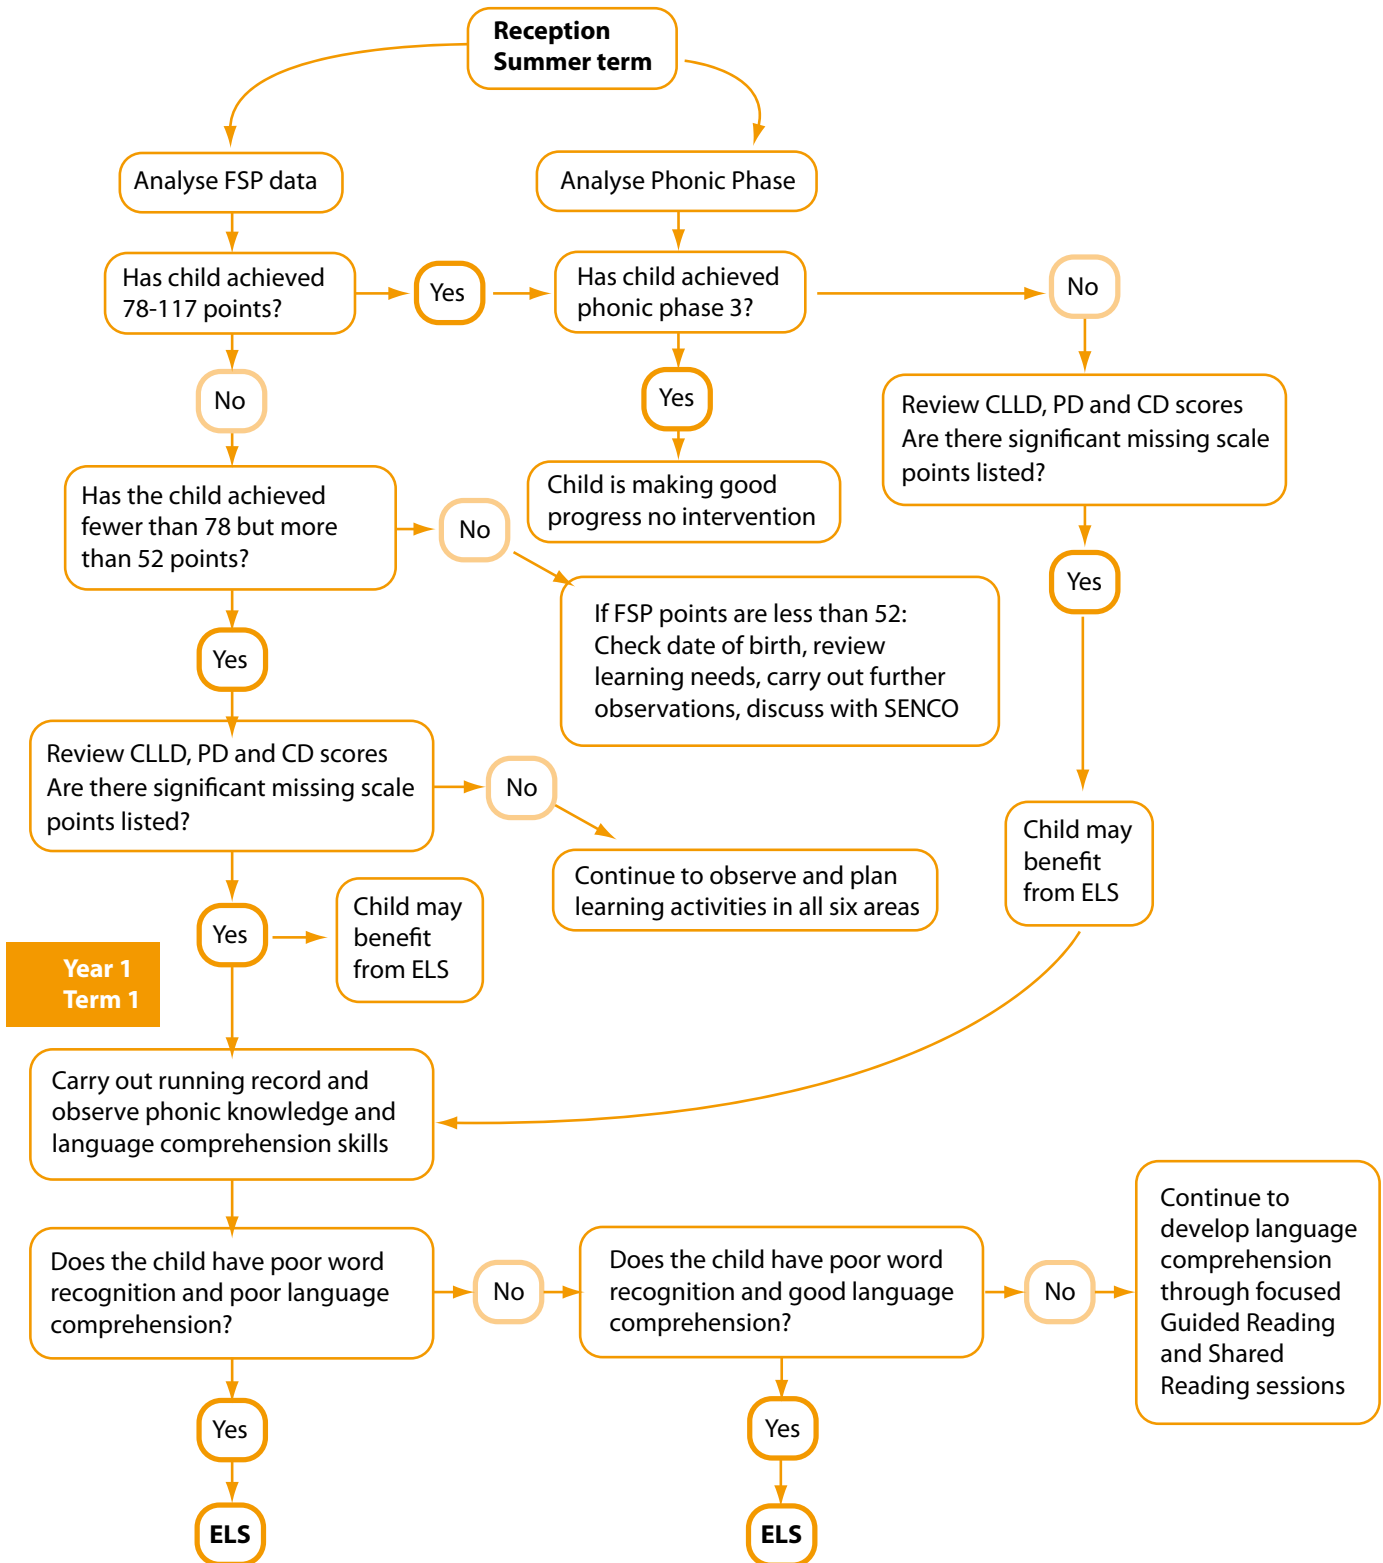 Reception
Summer term
Analyse FSP data
Analyse Phonic Phase
Has child achieved
78-117 points?
Yes
Has child achieved
phonic phase 3?
No
No
Yes
Review CLLD, PD and CD scores
Are there significant missing scale
points listed?
Has the child achieved
fewer than 78 but more
than 52 points?
No
Child is making good
progress no intervention
Yes
If FSP points are less than 52:
Check date of birth, review
learning needs, carry out further
observations, discuss with SENCO
Yes
Review CLLD, PD and CD scores
Are there significant missing scale
points listed?
No
Continue to observe and plan
learning activities in all six areas
Child may
benefit
from ELS
Yes
Child may
benefit
from ELS
Year 1
Term 1
Carry out running record and
observe phonic knowledge and
language comprehension skills
Does the child have poor word
recognition and poor language
comprehension?
No
Does the child have poor word
recognition and good language
comprehension?
No
Continue to
develop language
comprehension
through focused
Guided Reading
and Shared
Reading sessions
Yes
Yes
ELS
ELS